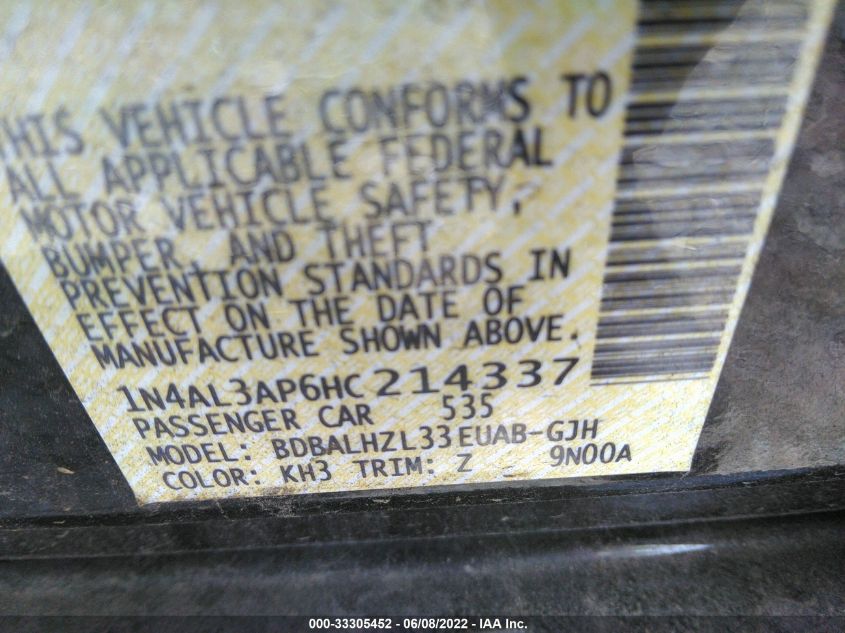 THIS VEHICLE CONFORMS TO
ALL APPLICABLE FEDERAL
MOTOR VEHICLE SAFETY,
BUMPER, AND THEFT
PREVENTION STANDARDS IN
EFFECT ON THE DATE OF
MANUFACTURE SHOWN ABOVE.
1N4AL3AP6HC214337
PASSENGER CAR 535
MODEL: BDBALHZL33EUAB-GJH
COLOR: KH3 TRIM: Z 9N00A
000-33305452 - 06/08/2022 - IAA Inc.